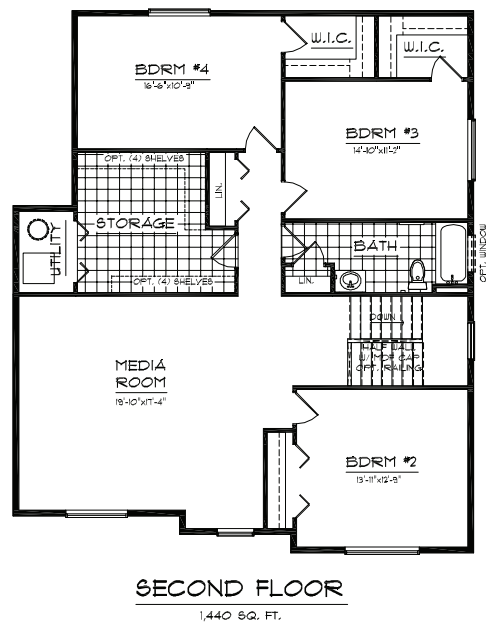 W.I.C.
W.I.C.
BDRM #4
16'-6"x10'-9"
BDRM #3
14'-10"x11'-2"
OPT. (4) SHELVES
LIN.
STORAGE
UTILITY
BATH
OPT. WINDOW
LIN.
OPT. (4) SHELVES
DOWN
HALF WALL
W/ MDF CAP
OPT. RAILING
MEDIA
ROOM
19'-10"x17'-4"
BDRM #2
13'-11"x12'-9"
SECOND FLOOR
1,440 SQ. FT.